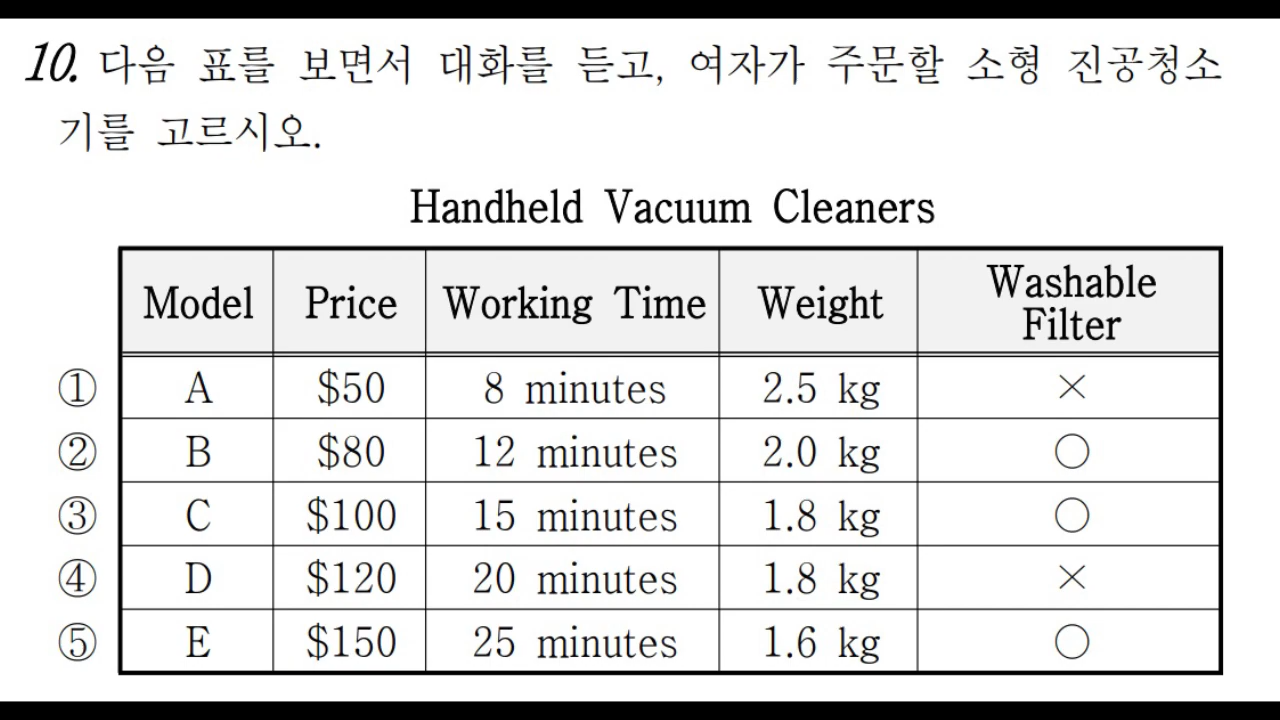 10. 다음 표를 보면서 대화를 듣고, 여자가 주문할 소형 진공청소
기를 고르시오.
Handheld Vacuum Cleaners
Model Price Working Time Weight Washable Filter
① A $50 8 minutes 2.5 kg ×
② B $80 12 minutes 2.0 kg ○
③ C $100 15 minutes 1.8 kg ○
④ D $120 20 minutes 1.8 kg ×
⑤ E $150 25 minutes 1.6 kg ○